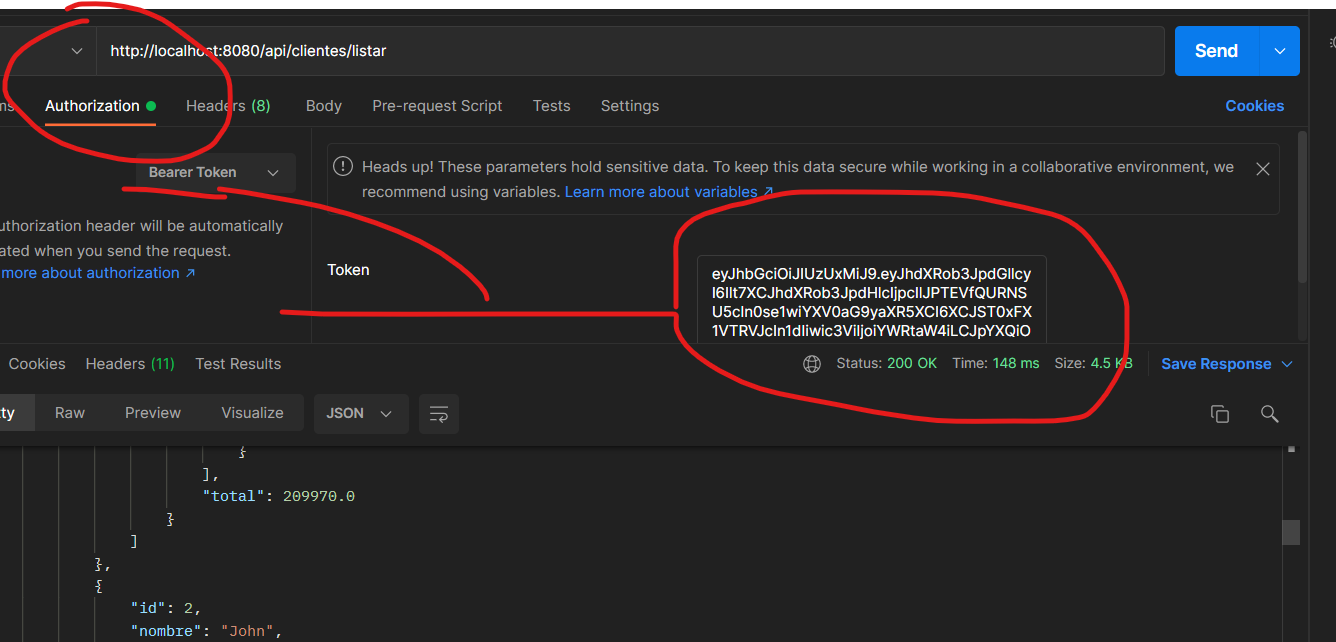 http://localhost:8080/api/clientes/listar
Send
Authorization
Headers (8)
Body
Pre-request Script
Tests
Settings
Cookies
Bearer Token
Heads up! These parameters hold sensitive data. To keep this data secure while working in a collaborative environment, we
recommend using variables. Learn more about variables ↗
uthorization header will be automatically
ated when you send the request.
more about authorization ↗
Token
eyJhbGciOiJIUzUxMiJ9.eyJhdXRob3JpdGllcy
I6Ilt7XCJhdXRob3JpdHlcIjpcIlJPTEVfQURNS
U5cIn0se1wiYXV0aG9yaXR5XCI6XCJST0xFX
1VTRVJcIn1dIiwic3ViIjoiYWRtaW4iLCJpYXQiO
Cookies
Headers (11)
Test Results
Status: 200 OK
Time: 148 ms
Size: 4.5 KB
Save Response
ty
Raw
Preview
Visualize
JSON
}
],
"total": 209970.0
}
]
},
{
"id": 2,
"nombre": "John",